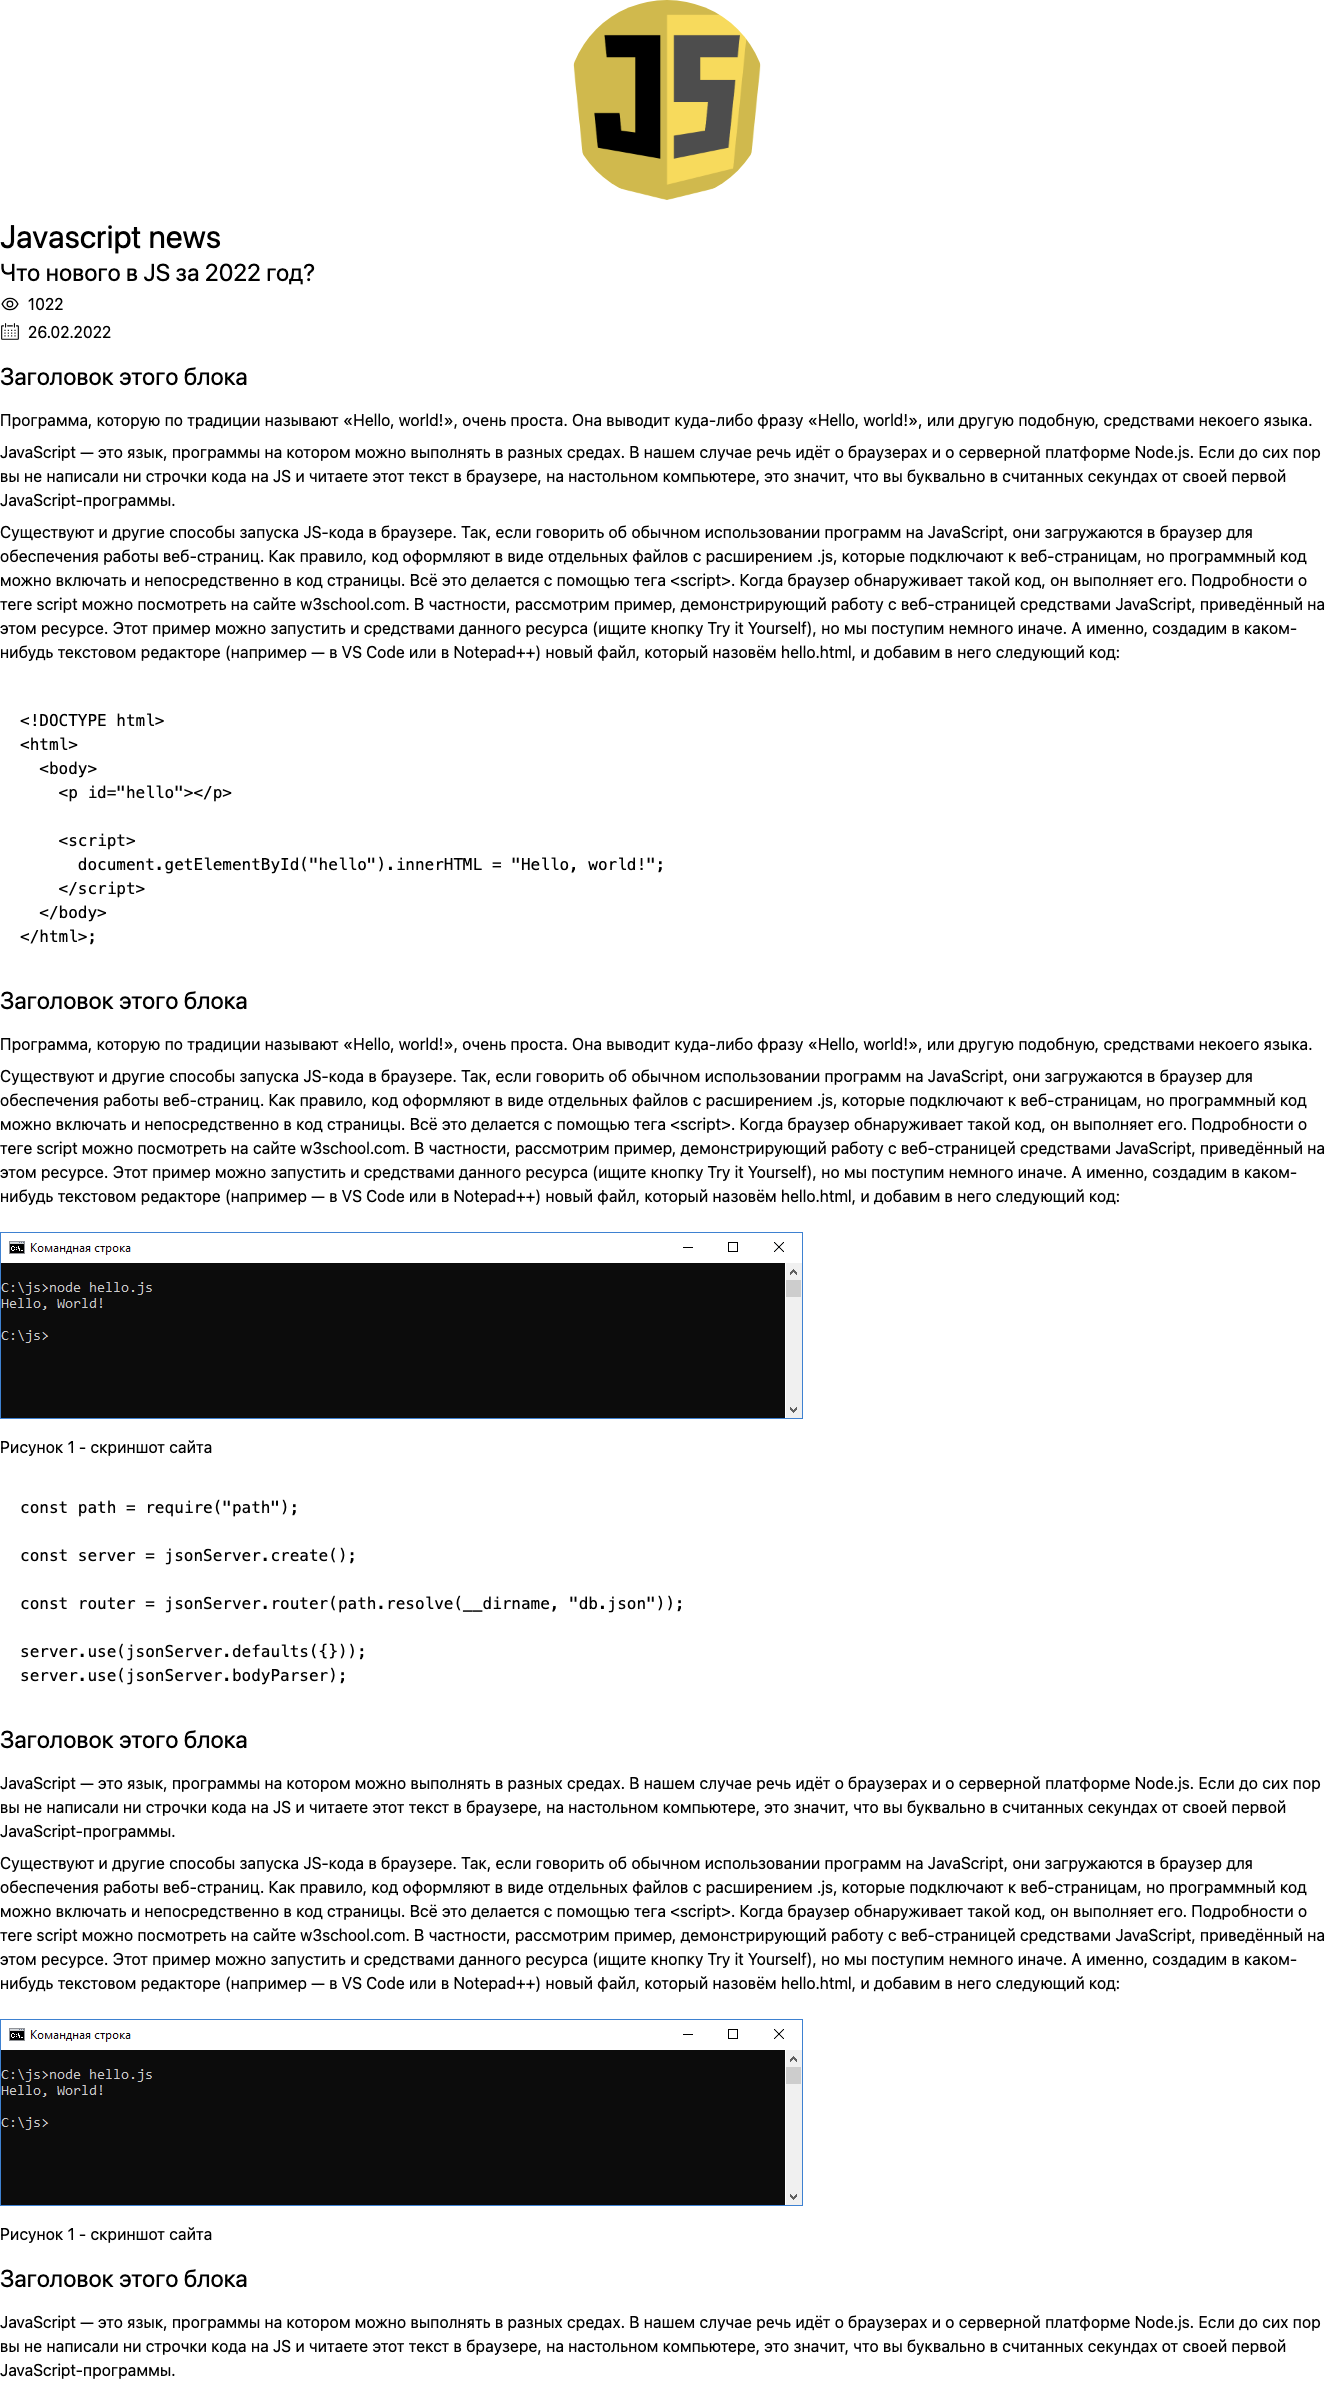 JS
Javascript news
Что нового в JS за 2022 год?
1022
26.02.2022
Заголовок этого блока
Программа, которую по традиции называют «Hello, world!», очень проста. Она выводит куда-либо фразу «Hello, world!», или другую подобную, средствами некоего языка.
JavaScript — это язык, программы на котором можно выполнять в разных средах. В нашем случае речь идёт о браузерах и о серверной платформе Node.js. Если до сих пор
вы не написали ни строчки кода на JS и читаете этот текст в браузере, на настольном компьютере, это значит, что вы буквально в считанных секундах от своей первой
JavaScript-программы.
Существуют и другие способы запуска JS-кода в браузере. Так, если говорить об обычном использовании программ на JavaScript, они загружаются в браузер для
обеспечения работы веб-страниц. Как правило, код оформляют в виде отдельных файлов с расширением .js, которые подключают к веб-страницам, но программный код
можно включать и непосредственно в код страницы. Всё это делается с помощью тега <script>. Когда браузер обнаруживает такой код, он выполняет его. Подробности о
теге script можно посмотреть на сайте w3school.com. В частности, рассмотрим пример, демонстрирующий работу с веб-страницей средствами JavaScript, приведённый на
этом ресурсе. Этот пример можно запустить и средствами данного ресурса (ищите кнопку Try it Yourself), но мы поступим немного иначе. А именно, создадим в каком-
нибудь текстовом редакторе (например — в VS Code или в Notepad++) новый файл, который назовём hello.html, и добавим в него следующий код:
<!DOCTYPE html>
<html>
  <body>
    <p id="hello"></p>
    <script>
      document.getElementById("hello").innerHTML = "Hello, world!";
    </script>
  </body>
</html>;
Заголовок этого блока
Программа, которую по традиции называют «Hello, world!», очень проста. Она выводит куда-либо фразу «Hello, world!», или другую подобную, средствами некоего языка.
Существуют и другие способы запуска JS-кода в браузере. Так, если говорить об обычном использовании программ на JavaScript, они загружаются в браузер для
обеспечения работы веб-страниц. Как правило, код оформляют в виде отдельных файлов с расширением .js, которые подключают к веб-страницам, но программный код
можно включать и непосредственно в код страницы. Всё это делается с помощью тега <script>. Когда браузер обнаруживает такой код, он выполняет его. Подробности о
теге script можно посмотреть на сайте w3school.com. В частности, рассмотрим пример, демонстрирующий работу с веб-страницей средствами JavaScript, приведённый на
этом ресурсе. Этот пример можно запустить и средствами данного ресурса (ищите кнопку Try it Yourself), но мы поступим немного иначе. А именно, создадим в каком-
нибудь текстовом редакторе (например — в VS Code или в Notepad++) новый файл, который назовём hello.html, и добавим в него следующий код:
Командная строка
C:\js>node hello.js
Hello, World!
C:\js>
Рисунок 1 - скриншот сайта
const path = require("path");
const server = jsonServer.create();
const router = jsonServer.router(path.resolve(__dirname, "db.json"));
server.use(jsonServer.defaults({}));
server.use(jsonServer.bodyParser);
Заголовок этого блока
JavaScript — это язык, программы на котором можно выполнять в разных средах. В нашем случае речь идёт о браузерах и о серверной платформе Node.js. Если до сих пор
вы не написали ни строчки кода на JS и читаете этот текст в браузере, на настольном компьютере, это значит, что вы буквально в считанных секундах от своей первой
JavaScript-программы.
Существуют и другие способы запуска JS-кода в браузере. Так, если говорить об обычном использовании программ на JavaScript, они загружаются в браузер для
обеспечения работы веб-страниц. Как правило, код оформляют в виде отдельных файлов с расширением .js, которые подключают к веб-страницам, но программный код
можно включать и непосредственно в код страницы. Всё это делается с помощью тега <script>. Когда браузер обнаруживает такой код, он выполняет его. Подробности о
теге script можно посмотреть на сайте w3school.com. В частности, рассмотрим пример, демонстрирующий работу с веб-страницей средствами JavaScript, приведённый на
этом ресурсе. Этот пример можно запустить и средствами данного ресурса (ищите кнопку Try it Yourself), но мы поступим немного иначе. А именно, создадим в каком-
нибудь текстовом редакторе (например — в VS Code или в Notepad++) новый файл, который назовём hello.html, и добавим в него следующий код:
Командная строка
C:\js>node hello.js
Hello, World!
C:\js>
Рисунок 1 - скриншот сайта
Заголовок этого блока
JavaScript — это язык, программы на котором можно выполнять в разных средах. В нашем случае речь идёт о браузерах и о серверной платформе Node.js. Если до сих пор
вы не написали ни строчки кода на JS и читаете этот текст в браузере, на настольном компьютере, это значит, что вы буквально в считанных секундах от своей первой
JavaScript-программы.